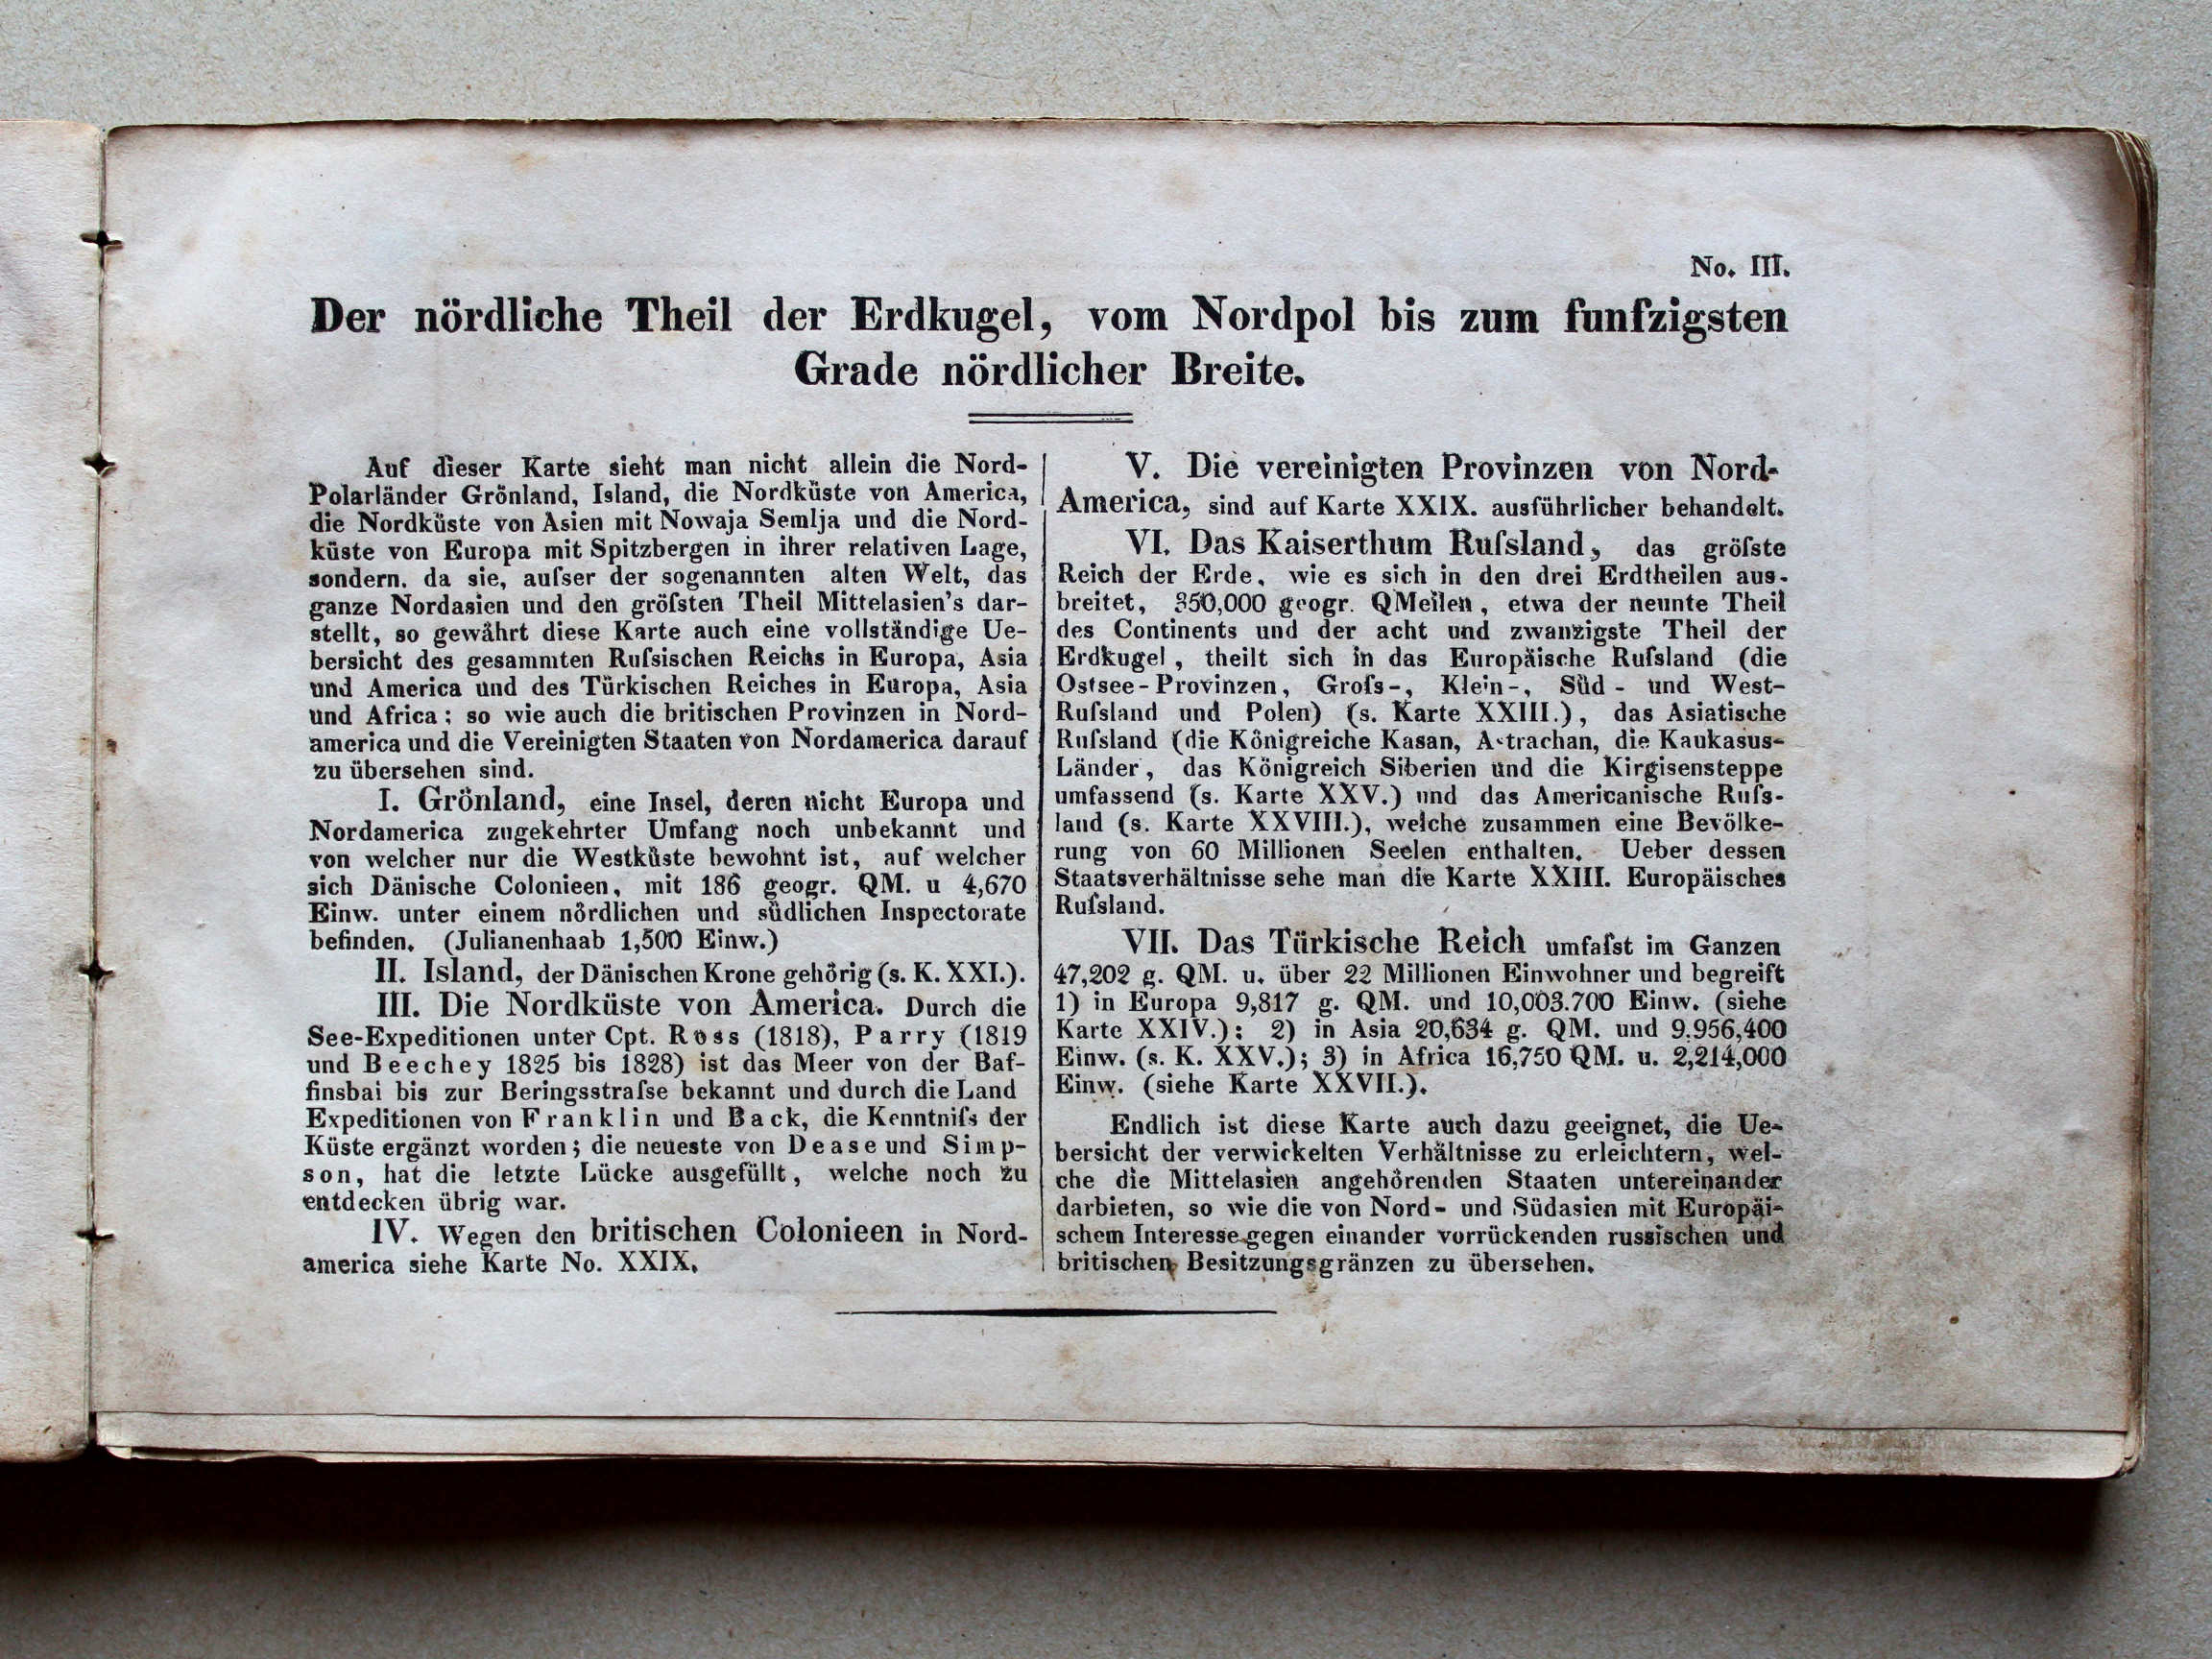 No. III.
Der nördliche Theil der Erdkugel, vom Nordpol bis zum funfzigsten
Grade nördlicher Breite.
Auf dieser Karte sieht man nicht allein die Nord-
Polarländer Grönland, Island, die Nordküste von America,
die Nordküste von Asien mit Nowaja Semlja und die Nord-
küste von Europa mit Spitzbergen in ihrer relativen Lage,
sondern. da sie, auſser der sogenannten alten Welt, das
ganze Nordasien und den gröſsten Theil Mittelasien's dar-
stellt, so gewährt diese Karte auch eine vollständige Ue-
bersicht des gesammten Ruſsischen Reichs in Europa, Asia
und America und des Türkischen Reiches in Europa, Asia
und Africa; so wie auch die britischen Provinzen in Nord-
america und die Vereinigten Staaten von Nordamerica darauf
zu übersehen sind.
I. Grönland, eine Insel, deren nicht Europa und
Nordamerica zugekehrter Umfang noch unbekannt und
von welcher nur die Westküste bewohnt ist, auf welcher
sich Dänische Colonieen, mit 186 geogr. QM. u 4,670
Einw. unter einem nördlichen und südlichen Inspectorate
befinden. (Julianenhaab 1,500 Einw.)
II. Island, der Dänischen Krone gehörig (s. K. XXI.).
III. Die Nordküste von America. Durch die
See-Expeditionen unter Cpt. Ross (1818), Parry (1819
und Beechey 1825 bis 1828) ist das Meer von der Baf-
finsbai bis zur Beringsstraſse bekannt und durch die Land
Expeditionen von Franklin und Back, die Kenntniſs der
Küste ergänzt worden; die neueste von Dease und Simp-
son, hat die letzte Lücke ausgefüllt, welche noch zu
entdecken übrig war.
IV. Wegen den britischen Colonieen in Nord-
america siehe Karte No. XXIX.
V. Die vereinigten Provinzen von Nord-
America, sind auf Karte XXIX. ausführlicher behandelt.
VI. Das Kaiserthum Ruſsland, das gröſste
Reich der Erde, wie es sich in den drei Erdtheilen aus-
breitet, 350,000 geogr. QMeilen, etwa der neunte Theil
des Continents und der acht und zwanzigste Theil der
Erdkugel, theilt sich in das Europäische Ruſsland (die
Ostsee-Provinzen, Groſs-, Klein-, Süd- und West-
Ruſsland und Polen) (s. Karte XXIII.), das Asiatische
Ruſsland (die Königreiche Kasan, Astrachan, die Kaukasus-
Länder, das Königreich Siberien und die Kirgisensteppe
umfassend (s. Karte XXV.) und das Americanische Ruſs-
land (s. Karte XXVIII.), welche zusammen eine Bevölke-
rung von 60 Millionen Seelen enthalten. Ueber dessen
Staatsverhältnisse sehe man die Karte XXIII. Europäisches
Ruſsland.
VII. Das Türkische Reich umfaſst im Ganzen
47,202 g. QM. u. über 22 Millionen Einwohner und begreift
1) in Europa 9,817 g. QM. und 10,003.700 Einw. (siehe
Karte XXIV.); 2) in Asia 20,634 g. QM. und 9.956,400
Einw. (s. K. XXV.); 3) in Africa 16,750 QM. u. 2,214,000
Einw. (siehe Karte XXVII.).
Endlich ist diese Karte auch dazu geeignet, die Ue-
bersicht der verwickelten Verhältnisse zu erleichtern, wel-
che die Mittelasien angehörenden Staaten untereinander
darbieten, so wie die von Nord- und Südasien mit Europäi-
schem Interesse gegen einander vorrückenden russischen und
britischen Besitzungsgränzen zu übersehen.